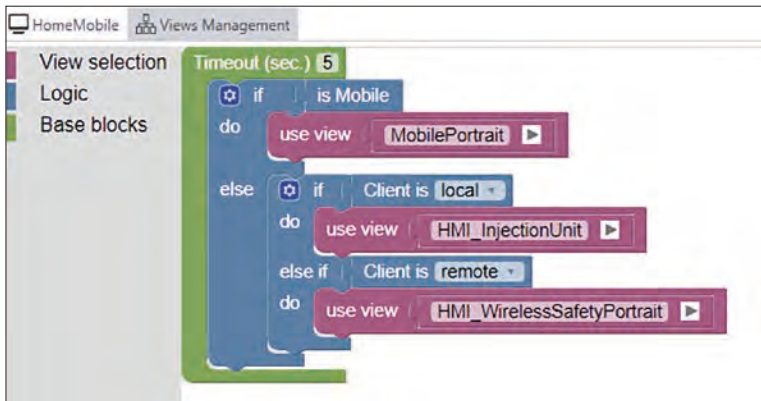 HomeMobile Views Management
View selection
Logic
Base blocks
Timeout (sec.) 5
if is Mobile
do use view MobilePortrait
else if Client is local
do use view HMI_InjectionUnit
else if Client is remote
do use view HMI_WirelessSafetyPortrait